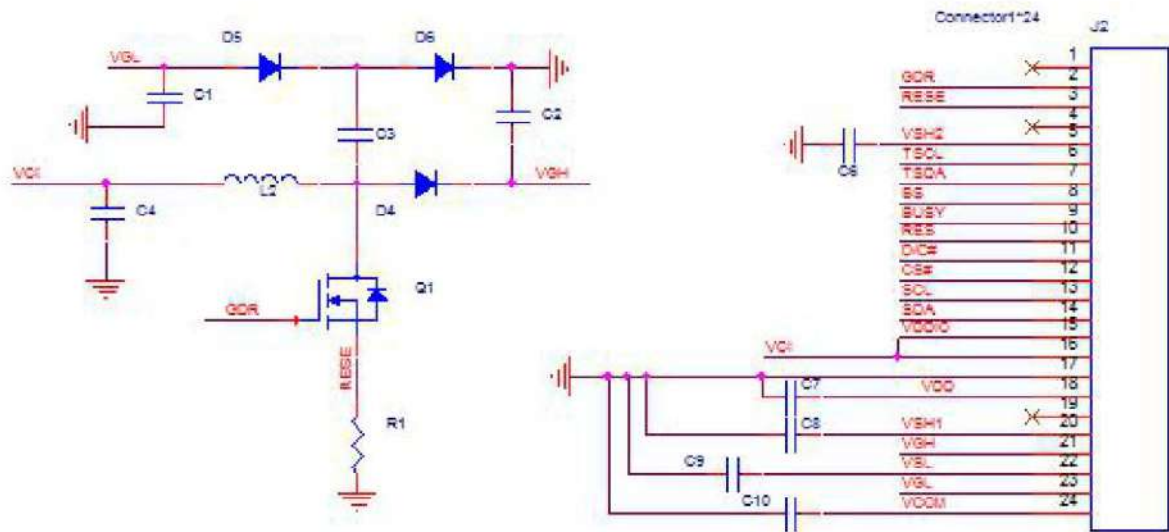 Connector1*24
J2
D5
D6
VGL
C1
C2
C3
VCI
L2
D4
VGH
C4
Q1
GDR
RESE
R1
1
2
GDR
3
RESE
4
5
VSH2
C6
6
TSCL
7
TSDA
8
BS
9
BUSY
10
RES
11
D/C#
12
CS#
13
SCL
14
SDA
15
VDDIO
16
VCI
17
18
C7
VDD
19
20
C8
VSH1
21
VGH
22
C9
VSL
23
VGL
24
C10
VCOM